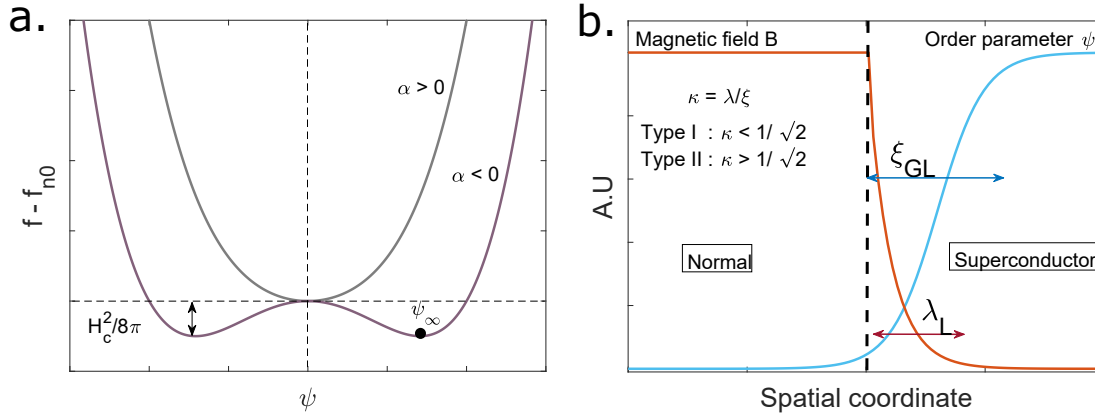 a.
f - f_n0
α > 0
α < 0
H_c^2/8π
ψ_∞
ψ
b.
Magnetic field B
Order parameter ψ
κ = λ/ξ
Type I : κ < 1/ √2
Type II : κ > 1/ √2
ξ_GL
A.U
Normal
Superconductor
λ_L
Spatial coordinate